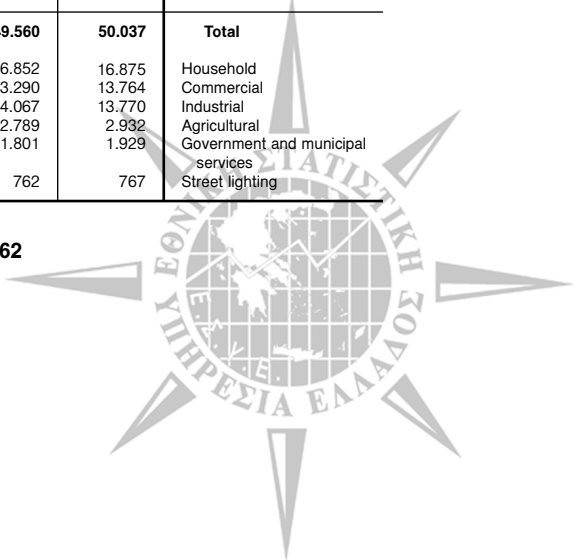 9.560 50.037 Total
6.852 16.875 Household
3.290 13.764 Commercial
4.067 13.770 Industrial
2.789 2.932 Agricultural
1.801 1.929 Government and municipal
services
762 767 Street lighting
62
ΕΘΝΙΚΗ ΣΤΑΤΙΣΤΙΚΗ
ΥΠΗΡΕΣΙΑ ΕΛΛΑΔΟΣ
Ε.Σ.Υ.Ε.